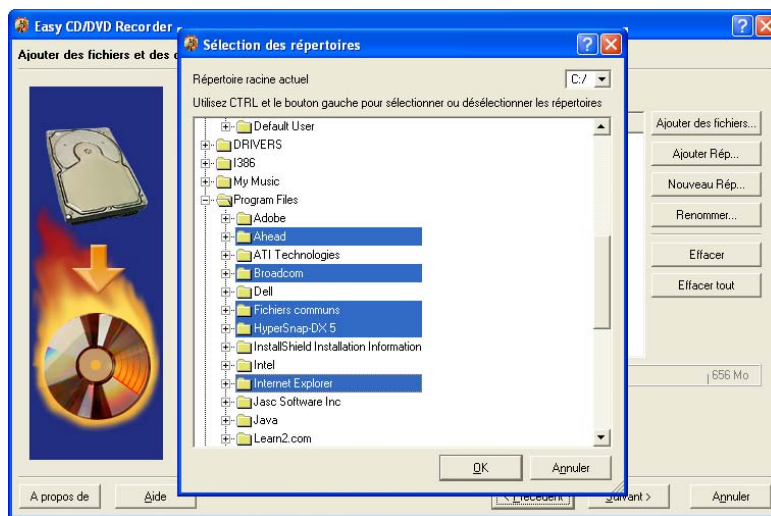 Easy CD/DVD Recorder
Ajouter des fichiers et des
Sélection des répertoires
Répertoire racine actuel
C:/
Utilisez CTRL et le bouton gauche pour sélectionner ou désélectionner les répertoires
Default User
DRIVERS
I386
My Music
Program Files
Adobe
Ahead
ATI Technologies
Broadcom
Dell
Fichiers communs
HyperSnap-DX 5
InstallShield Installation Information
Intel
Internet Explorer
Jasc Software Inc
Java
Learn2.com
OK
Annuler
Ajouter des fichiers...
Ajouter Rép...
Nouveau Rép...
Renommer...
Effacer
Effacer tout
656 Mo
A propos de
Aide
< Précédent
Suivant >
Annuler